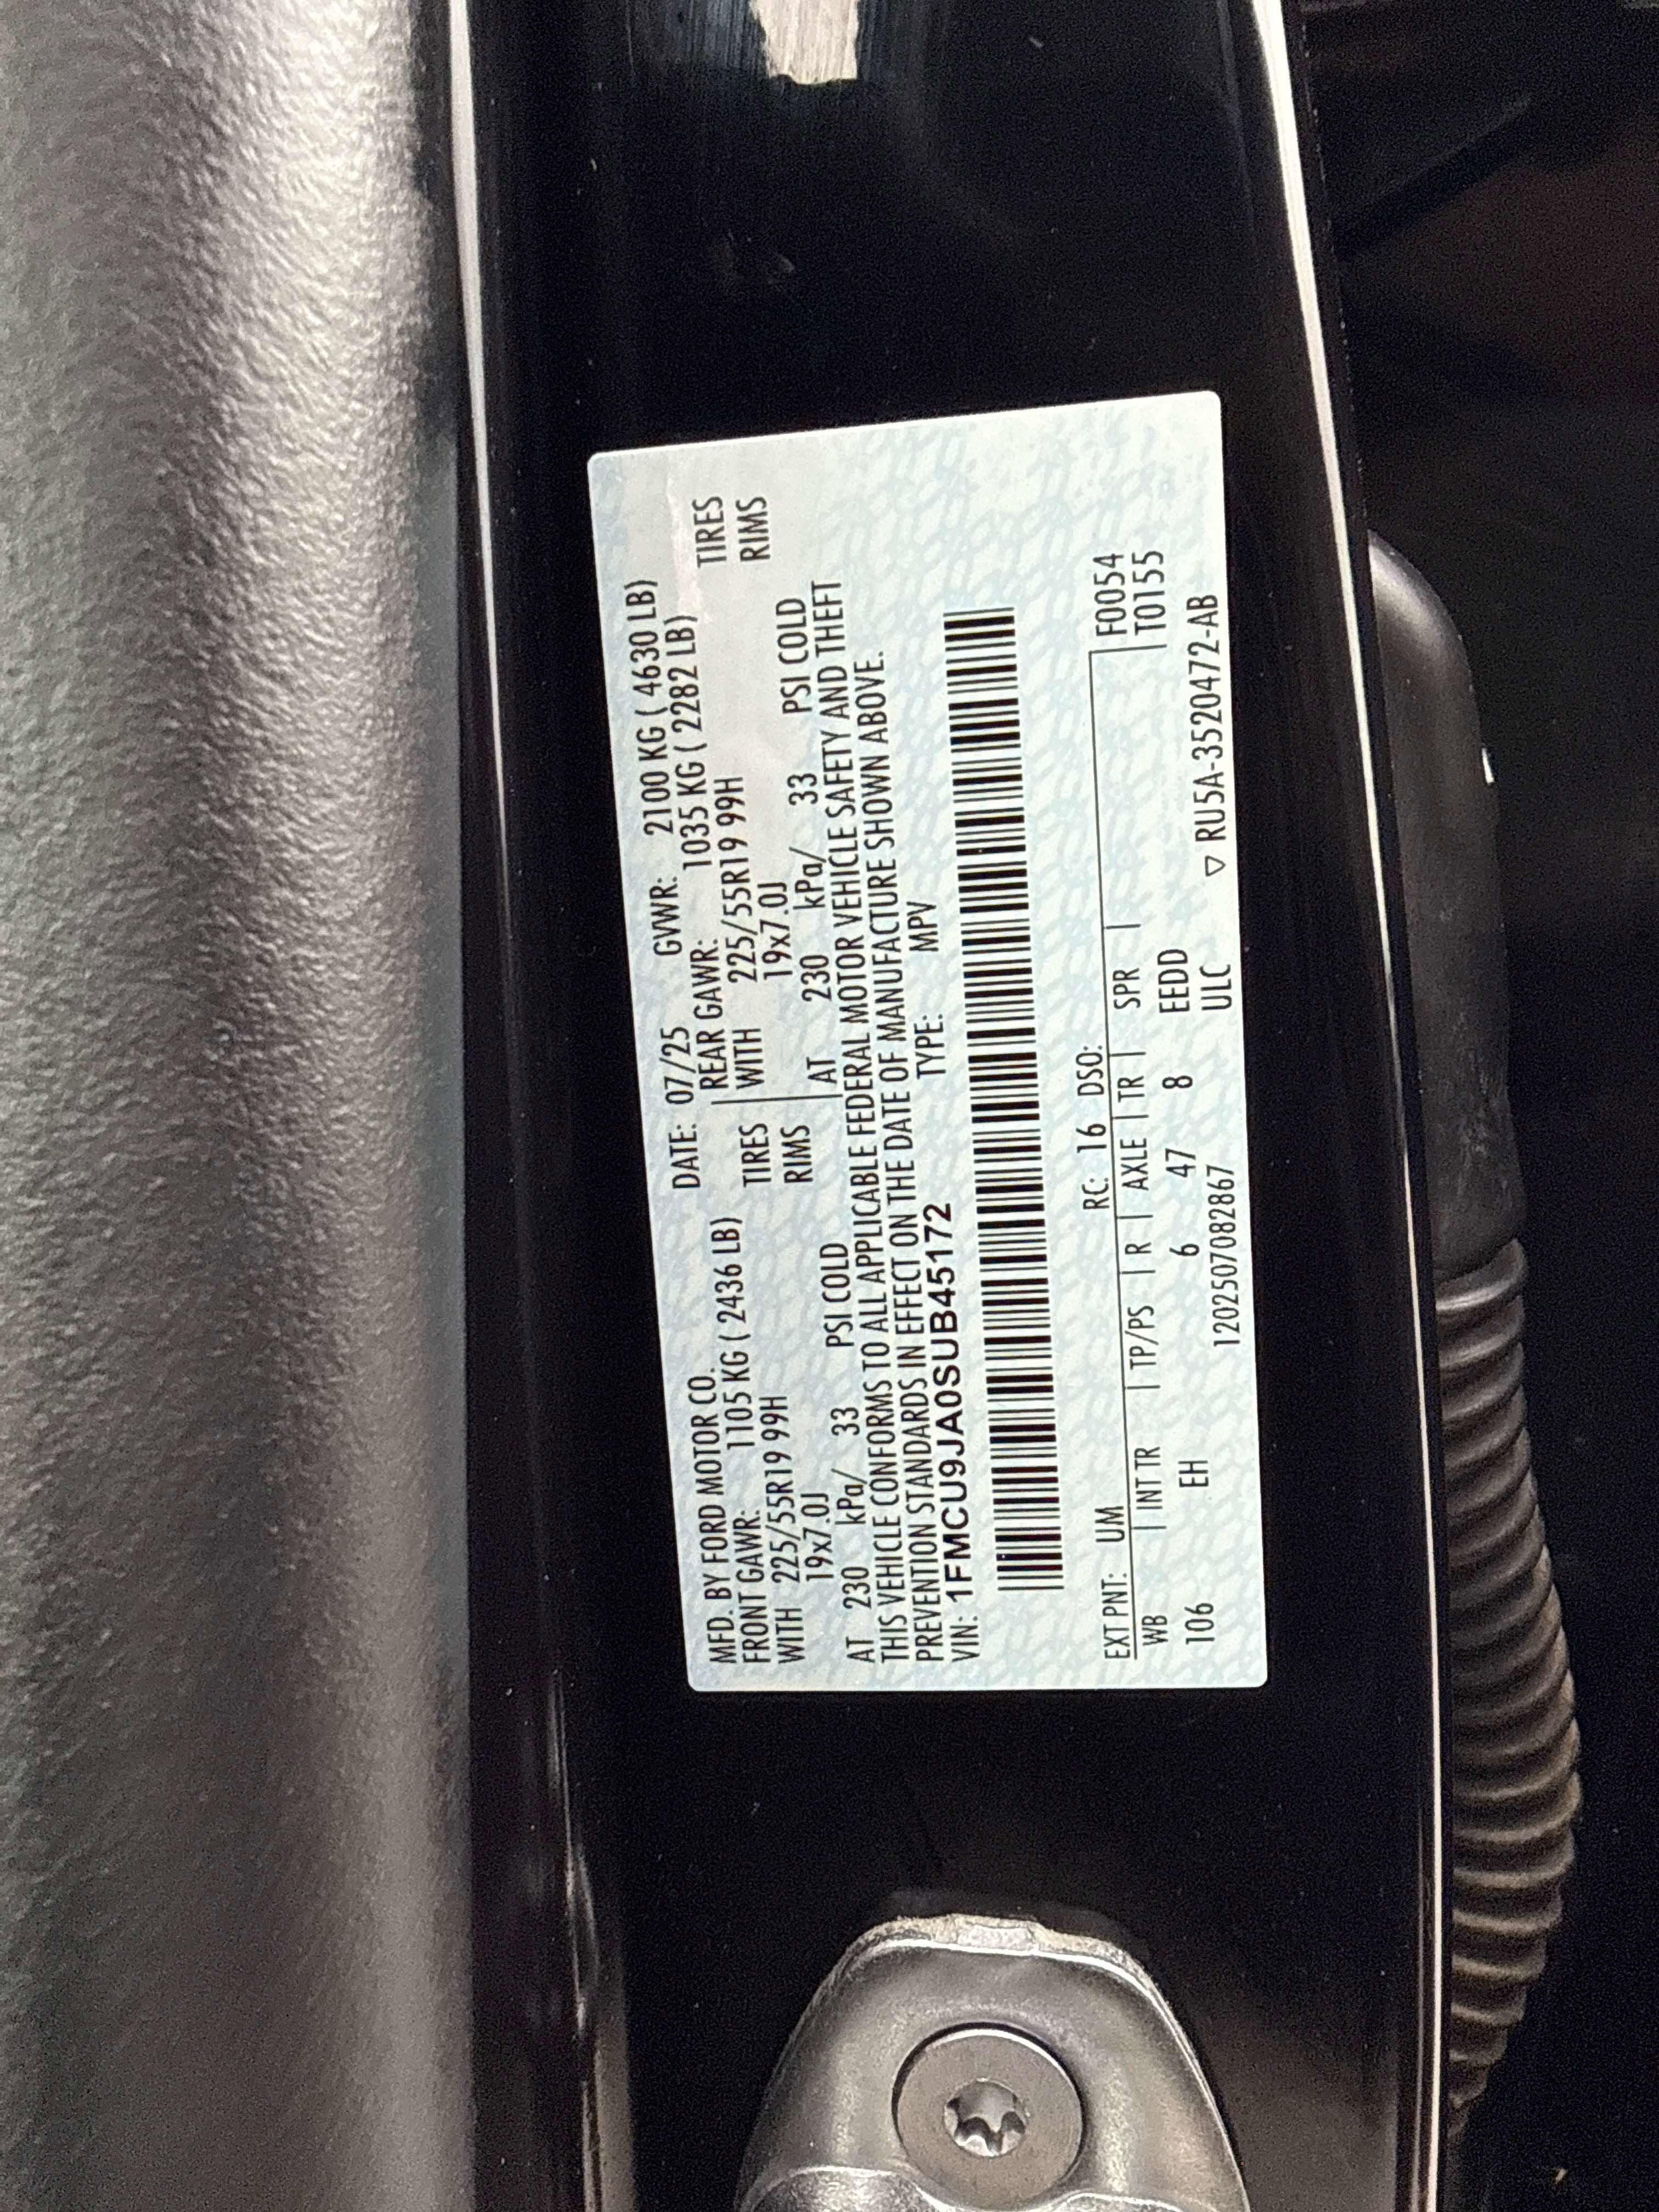 MFD. BY FORD MOTOR CO. DATE: 07/25 GVWR: 2100 KG ( 4630 LB)
FRONT GAWR: 1105 KG ( 2436 LB) REAR GAWR: 1035 KG ( 2282 LB)
WITH 225/55R19 99H TIRES WITH 225/55R19 99H TIRES
19x7.0J RIMS 19x7.0J RIMS
AT 230 kPa/ 33 PSI COLD AT 230 kPa/ 33 PSI COLD
THIS VEHICLE CONFORMS TO ALL APPLICABLE FEDERAL MOTOR VEHICLE SAFETY AND THEFT
PREVENTION STANDARDS IN EFFECT ON THE DATE OF MANUFACTURE SHOWN ABOVE.
VIN: 1FMCU9JA0SUB45172 TYPE: MPV
EXT PNT: UM RC: 16 DSO: F0054
WB INT TR TP/PS R AXLE TR SPR T0155
106 EH 6 47 8 EEDD
1202507082867 ULC ▽ RU5A-3520472-AB